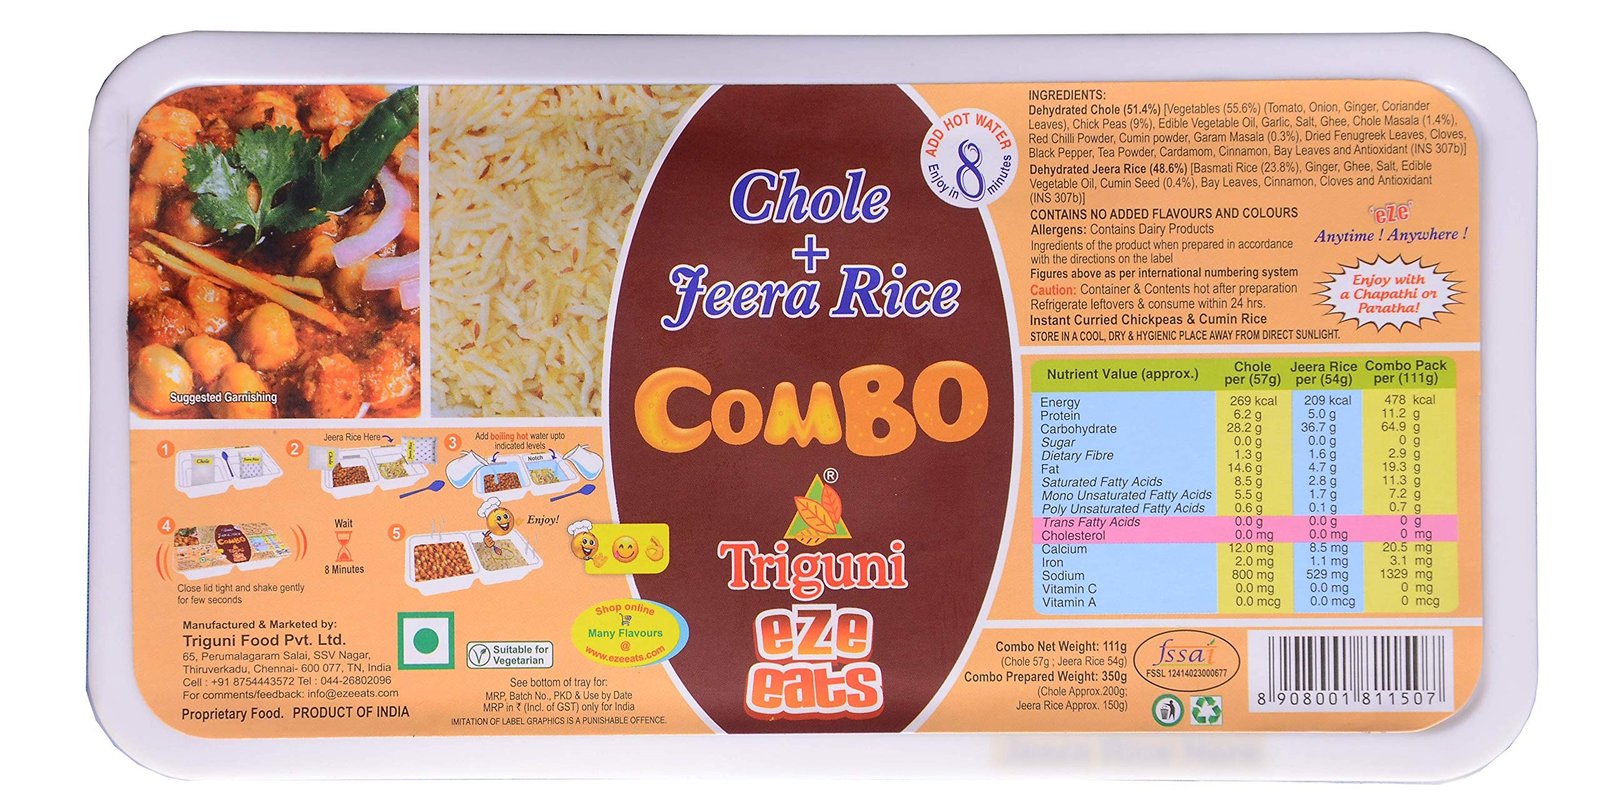 Suggested Garnishing
Chole
+
Jeera Rice
COMBO
ADD HOT WATER
Enjoy in
8
minutes
®
Triguni
eze
eats
INGREDIENTS:
Dehydrated Chole (51.4%) [Vegetables (55.6%) (Tomato, Onion, Ginger, Coriander
Leaves), Chick Peas (9%), Edible Vegetable Oil, Garlic, Salt, Ghee, Chole Masala (1.4%),
Red Chilli Powder, Cumin powder, Garam Masala (0.3%), Dried Fenugreek Leaves, Cloves,
Black Pepper, Tea Powder, Cardamom, Cinnamon, Bay Leaves and Antioxidant (INS 307b)]
Dehydrated Jeera Rice (48.6%) [Basmati Rice (23.8%), Ginger, Ghee, Salt, Edible
Vegetable Oil, Cumin Seed (0.4%), Bay Leaves, Cinnamon, Cloves and Antioxidant
(INS 307b)]
CONTAINS NO ADDED FLAVOURS AND COLOURS
Allergens: Contains Dairy Products
Ingredients of the product when prepared in accordance
with the directions on the label
Figures above as per international numbering system
Caution: Container & Contents hot after preparation
Refrigerate leftovers & consume within 24 hrs.
Instant Curried Chickpeas & Cumin Rice
STORE IN A COOL, DRY & HYGIENIC PLACE AWAY FROM DIRECT SUNLIGHT.
'eze'
Anytime ! Anywhere !
Enjoy with
a Chapathi or
Paratha!
Nutrient Value (approx.) Chole per (57g) Jeera Rice per (54g) Combo Pack per (111g)
Energy 269 kcal 209 kcal 478 kcal
Protein 6.2 g 5.0 g 11.2 g
Carbohydrate 28.2 g 36.7 g 64.9 g
Sugar 0.0 g 0.0 g 0 g
Dietary Fibre 1.3 g 1.6 g 2.9 g
Fat 14.6 g 4.7 g 19.3 g
Saturated Fatty Acids 8.5 g 2.8 g 11.3 g
Mono Unsaturated Fatty Acids 5.5 g 1.7 g 7.2 g
Poly Unsaturated Fatty Acids 0.6 g 0.1 g 0.7 g
Trans Fatty Acids 0.0 g 0.0 g 0 g
Cholesterol 0.0 mg 0.0 mg 0 mg
Calcium 12.0 mg 8.5 mg 20.5 mg
Iron 2.0 mg 1.1 mg 3.1 mg
Sodium 800 mg 529 mg 1329 mg
Vitamin C 0.0 mg 0.0 mg 0 mg
Vitamin A 0.0 mcg 0.0 mcg 0 mcg
1
Chole
2
Jeera Rice Here
Chole
3
Add boiling hot water upto
indicated levels
Notch
4
COMBO
Close lid tight and shake gently
for few seconds
Wait
8 Minutes
5
Enjoy!
Manufactured & Marketed by:
Triguni Food Pvt. Ltd.
65, Perumalagaram Salai, SSV Nagar,
Thiruverkadu, Chennai- 600 077, TN, India
Cell : +91 8754443572 Tel : 044-26802096
For comments/feedback: info@ezeeats.com
Proprietary Food. PRODUCT OF INDIA
Suitable for
Vegetarian
Shop online
Many Flavours
@
www.ezeeats.com
See bottom of tray for:
MRP, Batch No., PKD & Use by Date
MRP in ₹ (Incl. of GST) only for India
IMITATION OF LABEL GRAPHICS IS A PUNISHABLE OFFENCE.
Combo Net Weight: 111g
(Chole 57g ; Jeera Rice 54g)
Combo Prepared Weight: 350g
(Chole Approx.200g;
Jeera Rice Approx. 150g)
fssai
FSSL 12414023000677
8 908001 811507